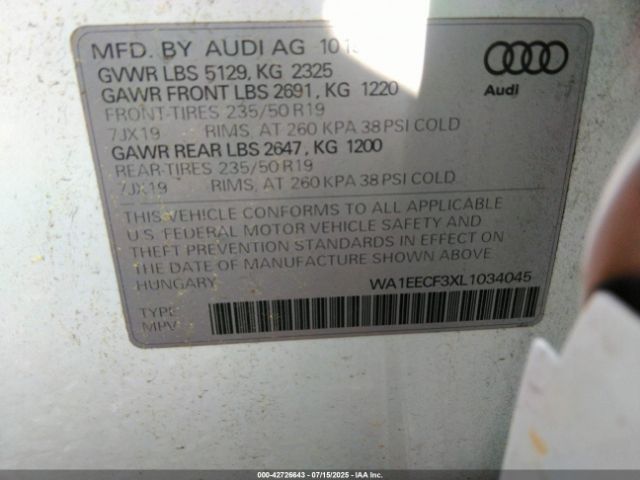 MFD. BY AUDI AG 10
GVWR LBS 5129, KG 2325
GAWR FRONT LBS 2691, KG 1220
FRONT-TIRES 235/50 R19
7JX19 RIMS, AT 260 KPA 38 PSI COLD
GAWR REAR LBS 2647, KG 1200
REAR-TIRES 235/50 R19
7JX19 RIMS, AT 260 KPA 38 PSI COLD
Audi
THIS VEHICLE CONFORMS TO ALL APPLICABLE
U.S. FEDERAL MOTOR VEHICLE SAFETY AND
THEFT PREVENTION STANDARDS IN EFFECT ON
THE DATE OF MANUFACTURE SHOWN ABOVE.
HUNGARY WA1EECF3XL1034045
TYPE
MPV
000-42726643 - 07/15/2025 - IAA Inc.